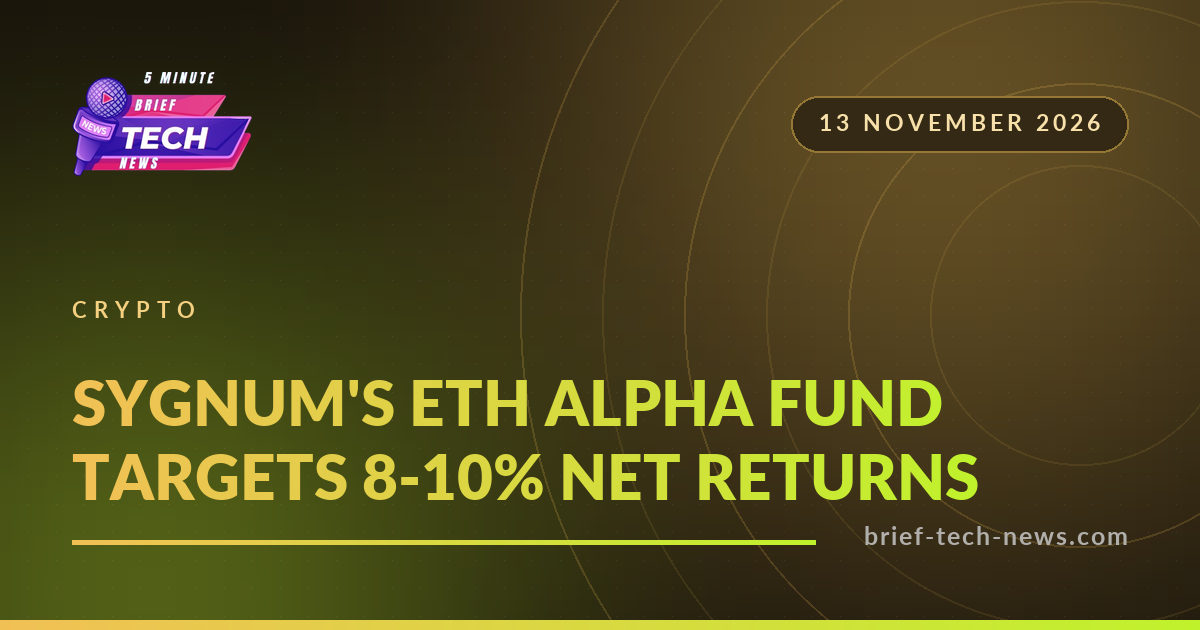 5 MINUTE
BRIEF
NEWS
TECH
NEWS
13 NOVEMBER 2026
CRYPTO
SYGNUM'S ETH ALPHA FUND
TARGETS 8-10% NET RETURNS
brief-tech-news.com